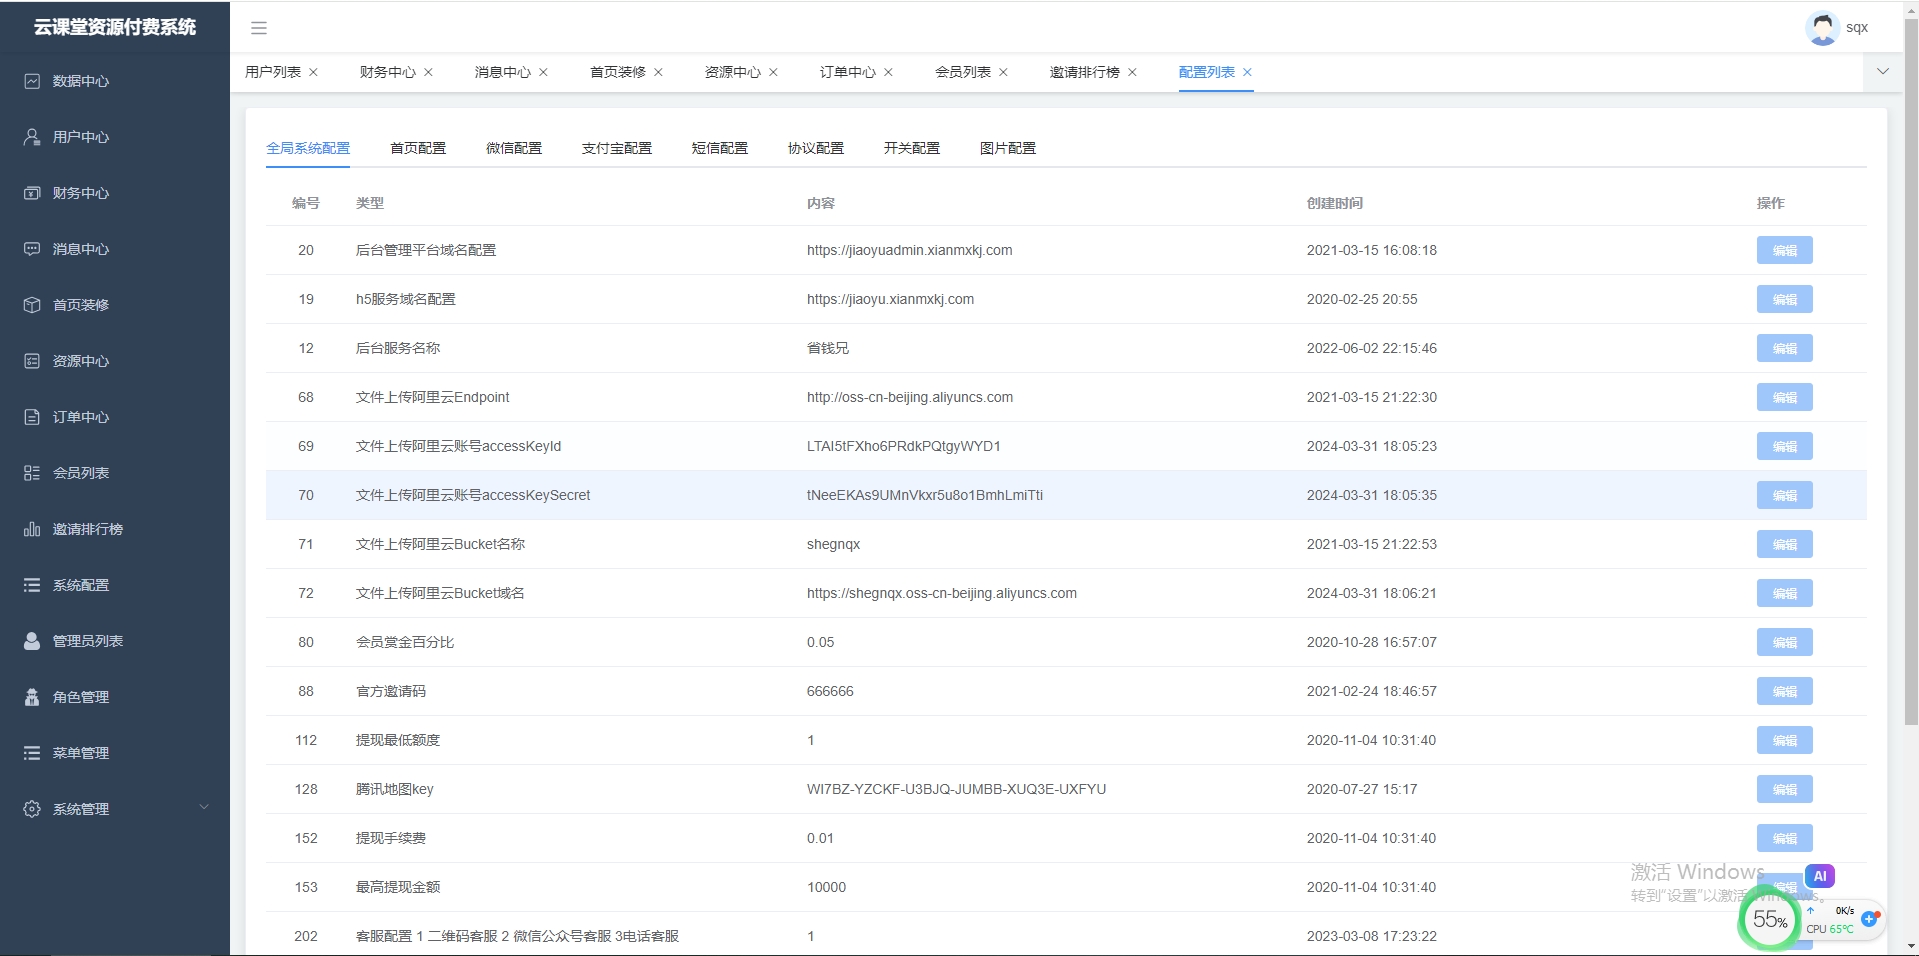 云课堂资源付费系统
数据中心
用户中心
财务中心
消息中心
首页装修
资源中心
订单中心
会员列表
邀请排行榜
系统配置
管理员列表
角色管理
菜单管理
系统管理
sqx
用户列表 × 财务中心 × 消息中心 × 首页装修 × 资源中心 × 订单中心 × 会员列表 × 邀请排行榜 × 配置列表 ×
全局系统配置 首页配置 微信配置 支付宝配置 短信配置 协议配置 开关配置 图片配置
编号 类型 内容 创建时间 操作
20 后台管理平台域名配置 https://jiaoyuadmin.xianmxkj.com 2021-03-15 16:08:18 编辑
19 h5服务域名配置 https://jiaoyu.xianmxkj.com 2020-02-25 20:55 编辑
12 后台服务名称 省钱兄 2022-06-02 22:15:46 编辑
68 文件上传阿里云Endpoint http://oss-cn-beijing.aliyuncs.com 2021-03-15 21:22:30 编辑
69 文件上传阿里云账号accessKeyId LTAI5tFXho6PRdkPQtgyWYD1 2024-03-31 18:05:23 编辑
70 文件上传阿里云账号accessKeySecret tNeeEKAs9UMnVkxr5u8o1BmhLmiTti 2024-03-31 18:05:35 编辑
71 文件上传阿里云Bucket名称 shegnqx 2021-03-15 21:22:53 编辑
72 文件上传阿里云Bucket域名 https://shegnqx.oss-cn-beijing.aliyuncs.com 2024-03-31 18:06:21 编辑
80 会员赏金百分比 0.05 2020-10-28 16:57:07 编辑
88 官方邀请码 666666 2021-02-24 18:46:57 编辑
112 提现最低额度 1 2020-11-04 10:31:40 编辑
128 腾讯地图key WI7BZ-YZCKF-U3BJQ-JUMBB-XUQ3E-UXFYU 2020-07-27 15:17 编辑
152 提现手续费 0.01 2020-11-04 10:31:40 编辑
153 最高提现金额 10000 2020-11-04 10:31:40 编辑
202 客服配置 1 二维码客服 2 微信公众号客服 3电话客服 1 2023-03-08 17:23:22
激活 Windows
转到“设置”以激活 Windows。
AI
55%
0K/s
CPU 65℃